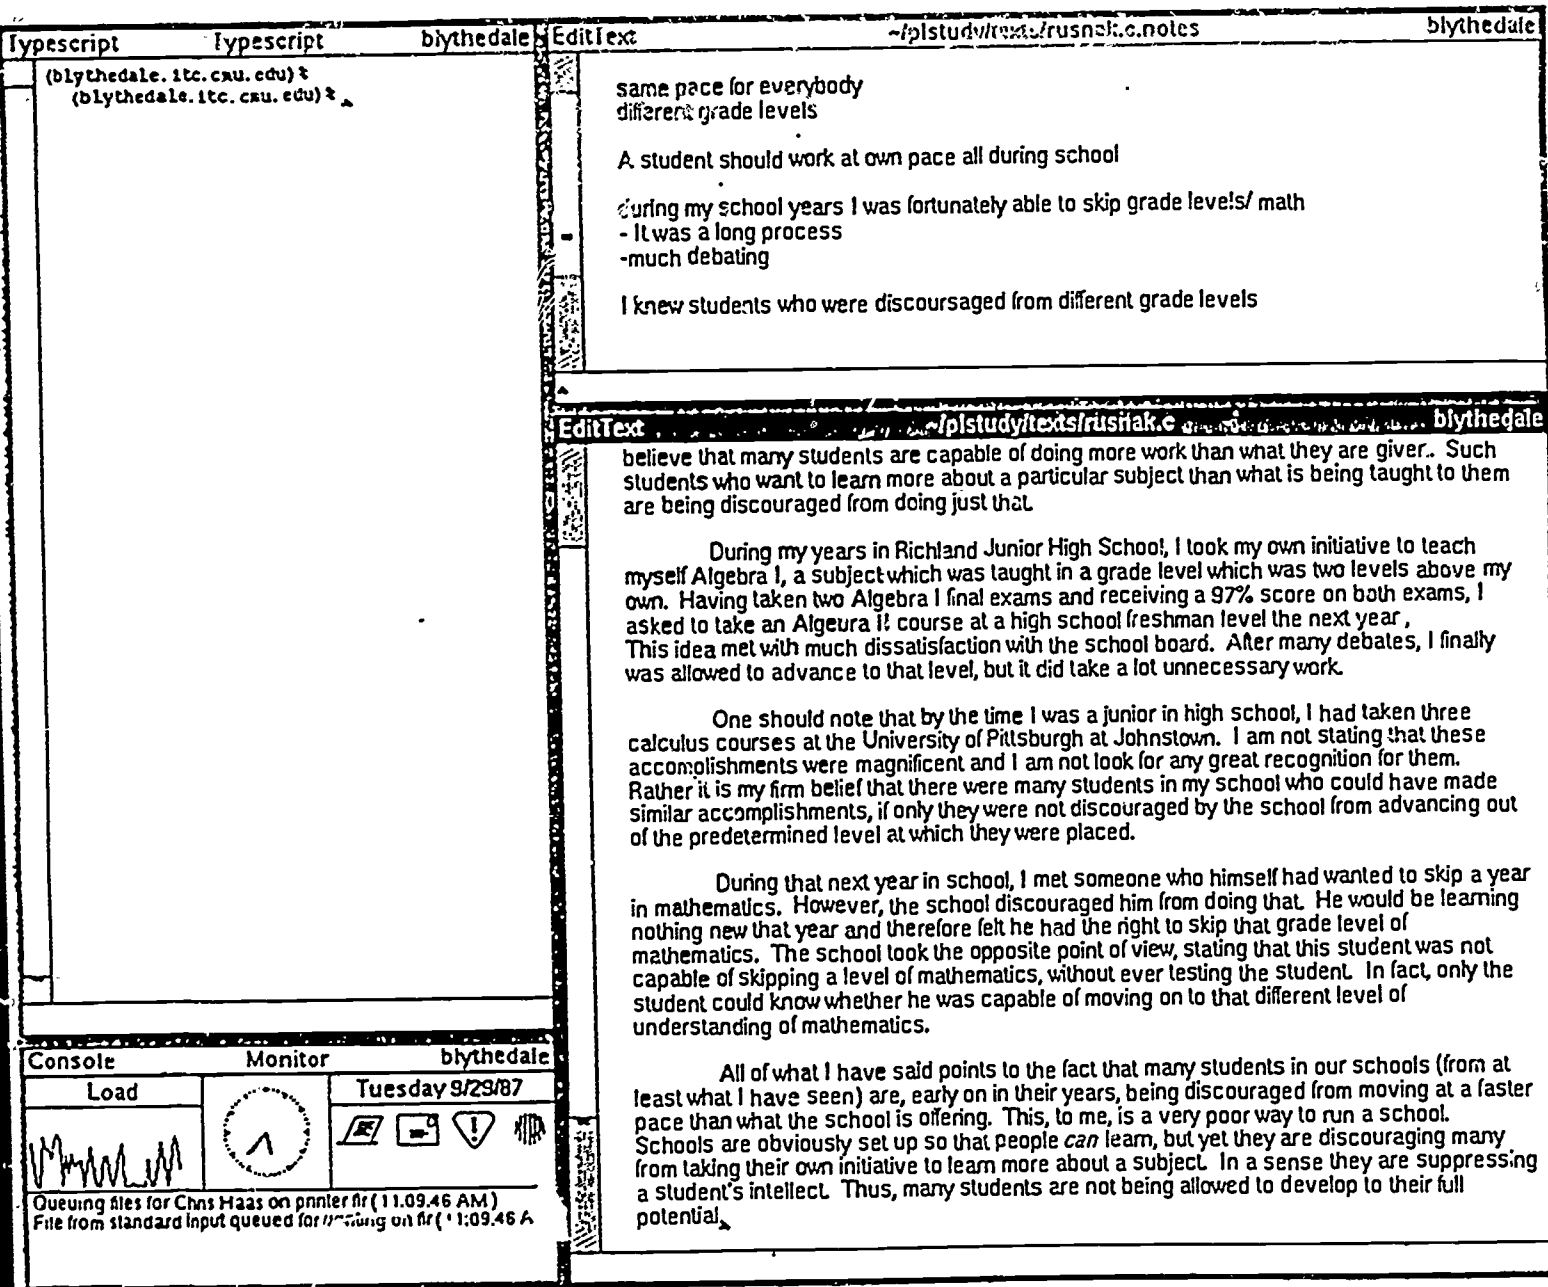 Typescript Typescript blythedale
(blythedale.itc.cmu.edu)%
(blythedale.itc.cmu.edu)%
EditText ~/plstudy/texts/rusnak.c.notes blythedale
same pace for everybody
different grade levels
A student should work at own pace all during school
during my school years I was fortunately able to skip grade levels/ math
- It was a long process
-much debating
I knew students who were discoursaged from different grade levels
EditText ~/plstudy/texts/rusnak.c blythedale
believe that many students are capable of doing more work than what they are given. Such
students who want to learn more about a particular subject than what is being taught to them
are being discouraged from doing just that.
During my years in Richland Junior High School, I took my own initiative to teach
myself Algebra I, a subject which was taught in a grade level which was two levels above my
own. Having taken two Algebra I final exams and receiving a 97% score on both exams, I
asked to take an Algebra II course at a high school freshman level the next year,
This idea met with much dissatisfaction with the school board. After many debates, I finally
was allowed to advance to that level, but it did take a lot unnecessary work.
One should note that by the time I was a junior in high school, I had taken three
calculus courses at the University of Pittsburgh at Johnstown. I am not stating that these
accomplishments were magnificent and I am not look for any great recognition for them.
Rather it is my firm belief that there were many students in my school who could have made
similar accomplishments, if only they were not discouraged by the school from advancing out
of the predetermined level at which they were placed.
During that next year in school, I met someone who himself had wanted to skip a year
in mathematics. However, the school discouraged him from doing that. He would be learning
nothing new that year and therefore felt he had the right to skip that grade level of
mathematics. The school took the opposite point of view, stating that this student was not
capable of skipping a level of mathematics, without ever testing the student. In fact, only the
student could know whether he was capable of moving on to that different level of
understanding of mathematics.
All of what I have said points to the fact that many students in our schools (from at
least what I have seen) are, early on in their years, being discouraged from moving at a faster
pace than what the school is offering. This, to me, is a very poor way to run a school.
Schools are obviously set up so that people can learn, but yet they are discouraging many
from taking their own initiative to learn more about a subject. In a sense they are suppressing
a student's intellect. Thus, many students are not being allowed to develop to their full
potential.
Console Monitor blythedale
Load Tuesday 9/29/87
Queuing files for Chris Haas on printer fir (11:09:46 AM)
File from standard input queued for on fir (11:09:46 A